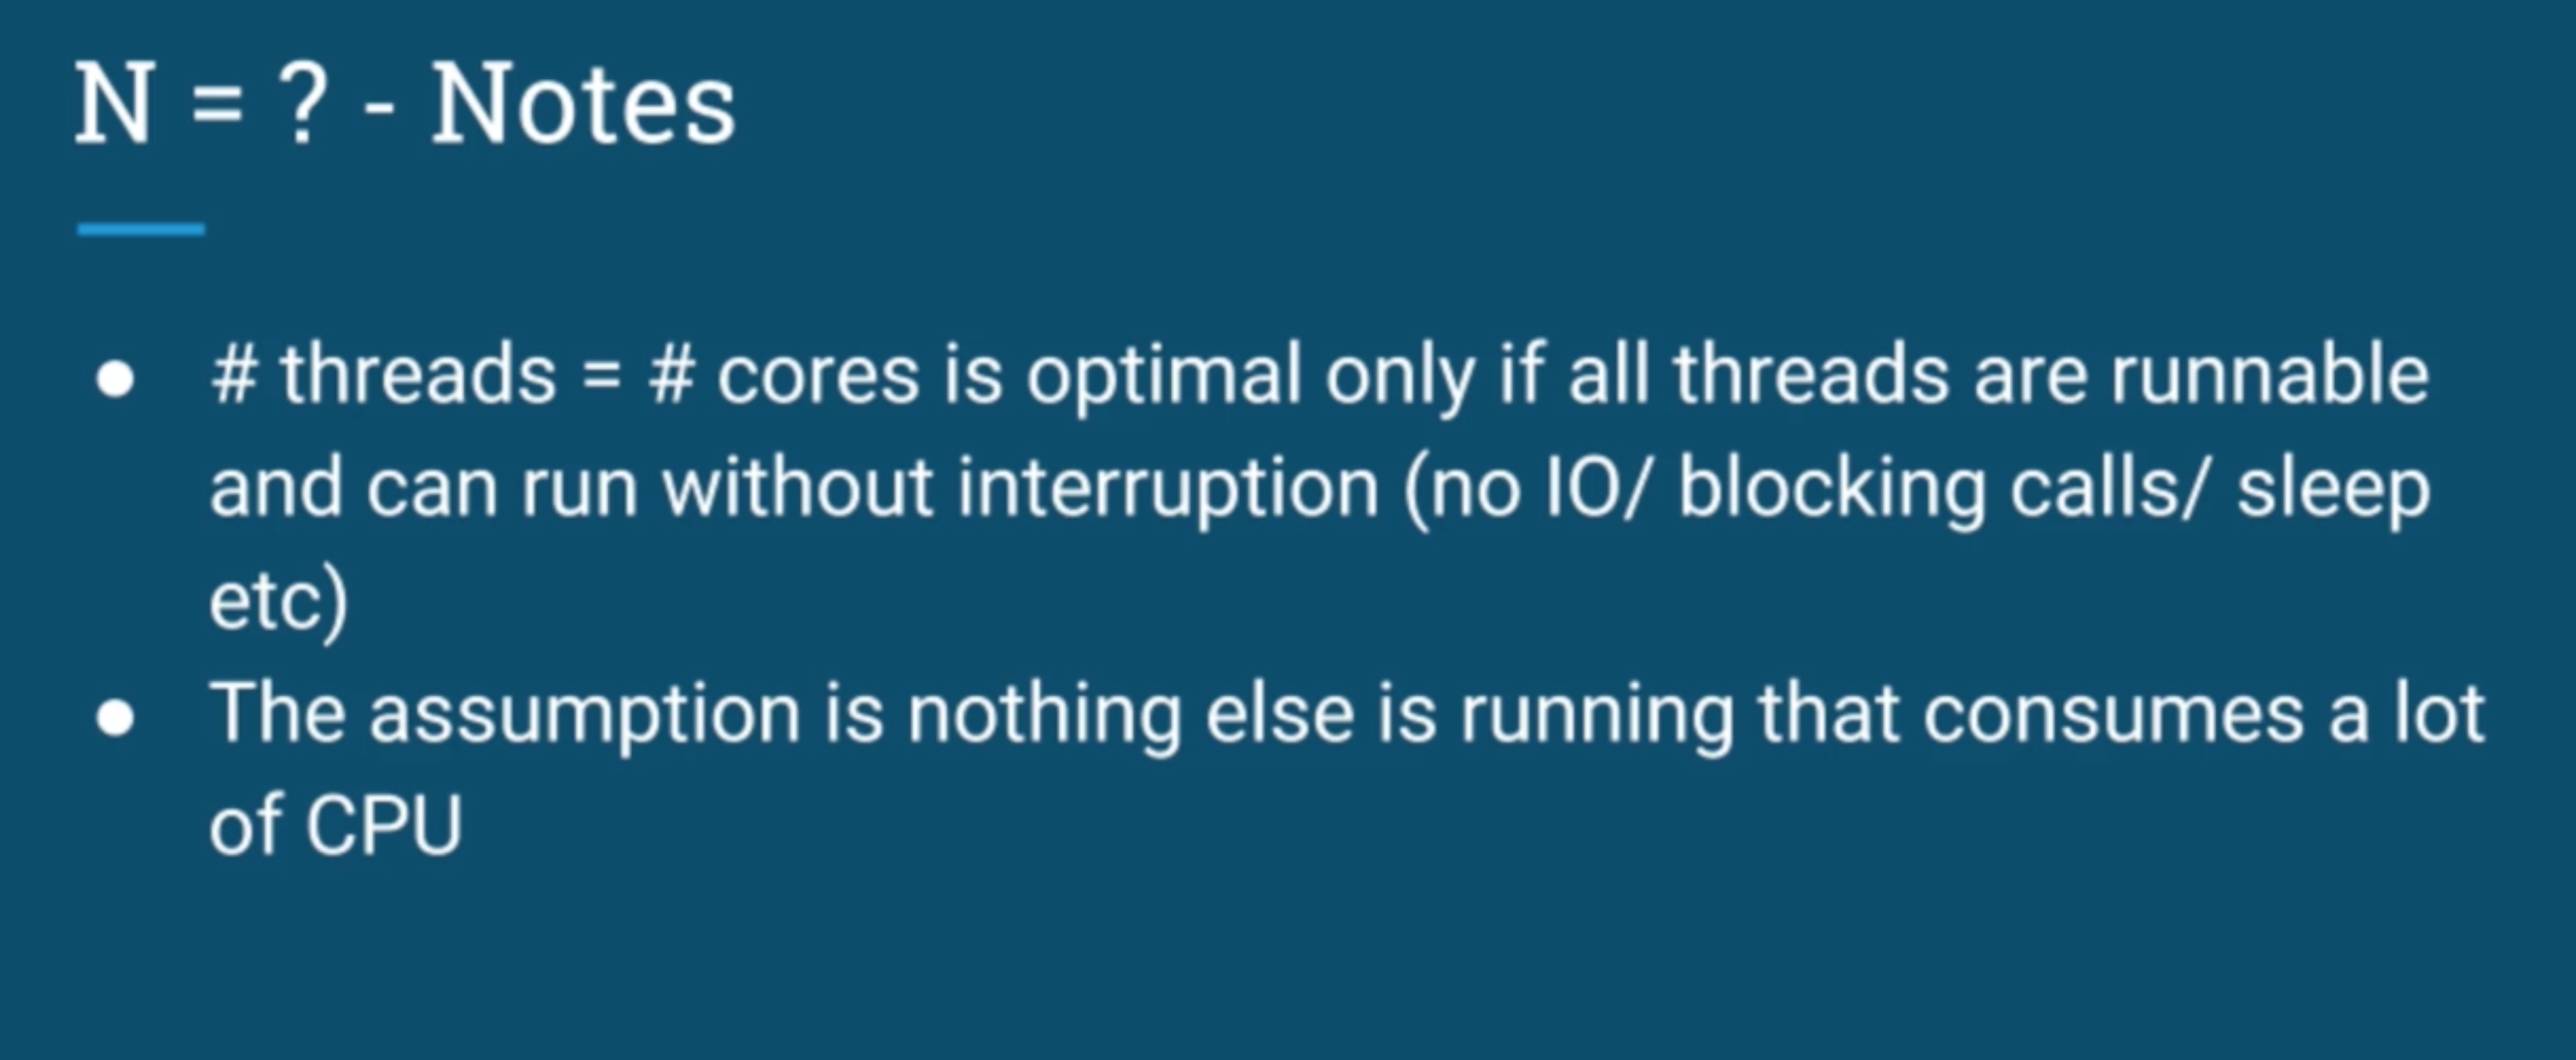 N = ? - Notes
# threads = # cores is optimal only if all threads are runnable
and can run without interruption (no IO/ blocking calls/ sleep
etc)
The assumption is nothing else is running that consumes a lot
of CPU